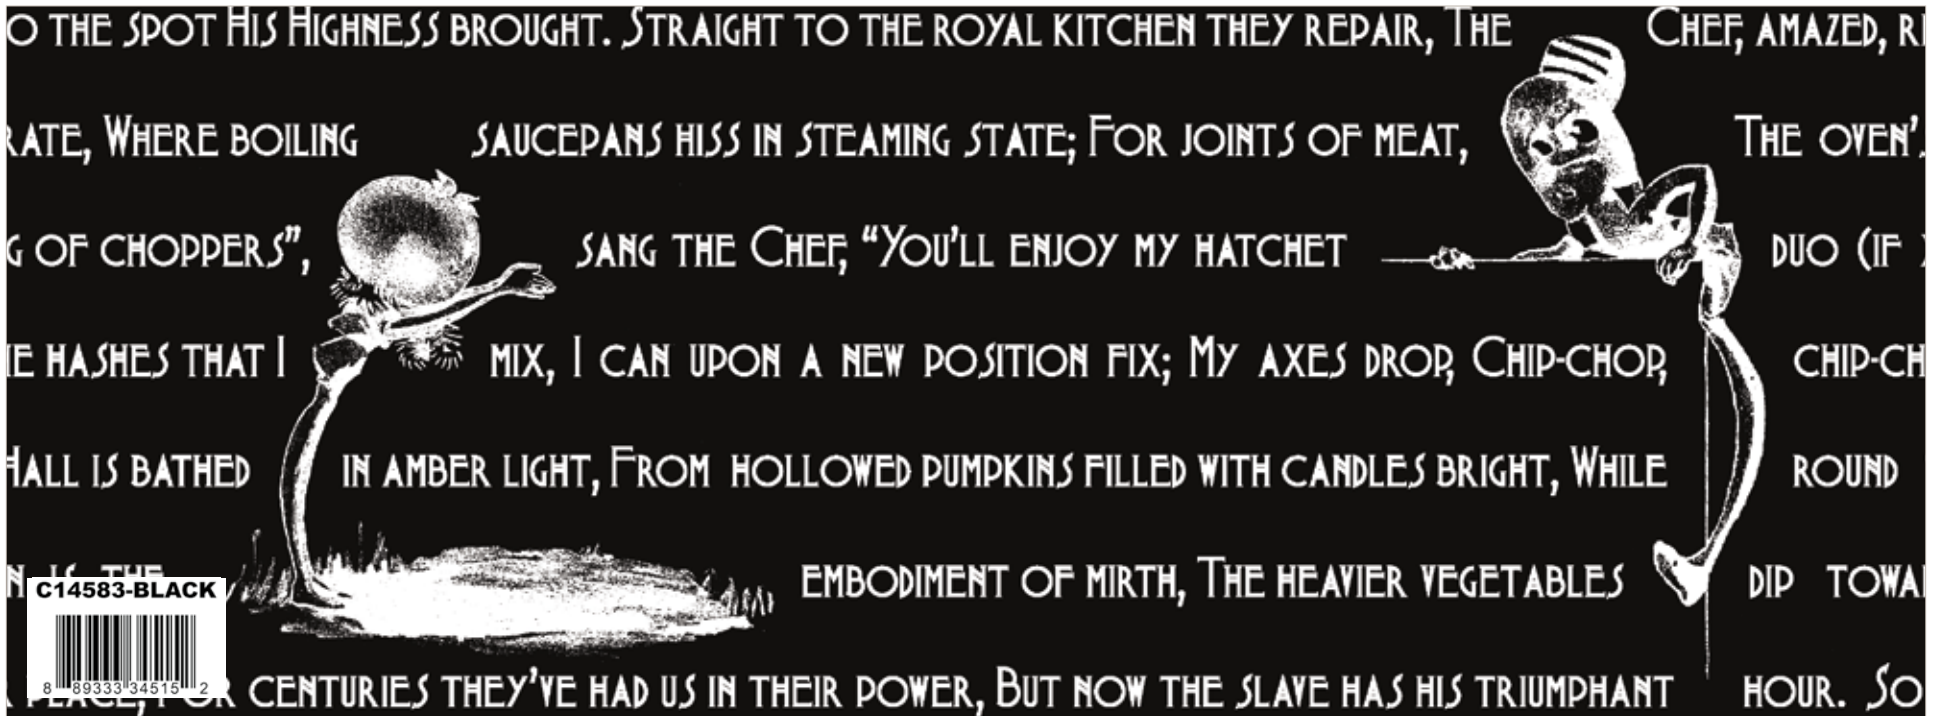 O THE SPOT HIS HIGHNESS BROUGHT. STRAIGHT TO THE ROYAL KITCHEN THEY REPAIR, THE CHEF, AMAZED,
RATE, WHERE BOILING SAUCEPANS HISS IN STEAMING STATE; FOR JOINTS OF MEAT, THE OVEN'
G OF CHOPPERS”, SANG THE CHEF, “YOU'LL ENJOY MY HATCHET DUO (IF
E HASHES THAT I MIX, I CAN UPON A NEW POSITION FIX; MY AXES DROP, CHIP-CHOP, CHIP-CH
HALL IS BATHED IN AMBER LIGHT, FROM HOLLOWED PUMPKINS FILLED WITH CANDLES BRIGHT, WHILE ROUND
N IS THE EMBODIMENT OF MIRTH, THE HEAVIER VEGETABLES DIP TOWA
C14583-BLACK
8 89333 34515 2
PLACE, FOR CENTURIES THEY'VE HAD US IN THEIR POWER, BUT NOW THE SLAVE HAS HIS TRIUMPHANT HOUR. SO